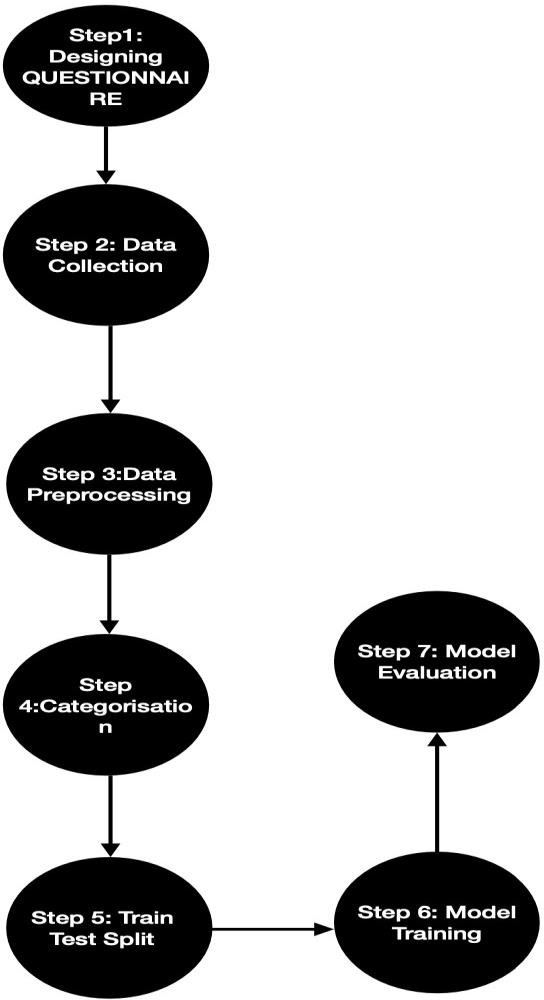 Step1:
Designing
QUESTIONNAI
RE
Step 2: Data
Collection
Step 3:Data
Preprocessing
Step
4:Categorisatio
n
Step 5: Train
Test Split
Step 6: Model
Training
Step 7: Model
Evaluation